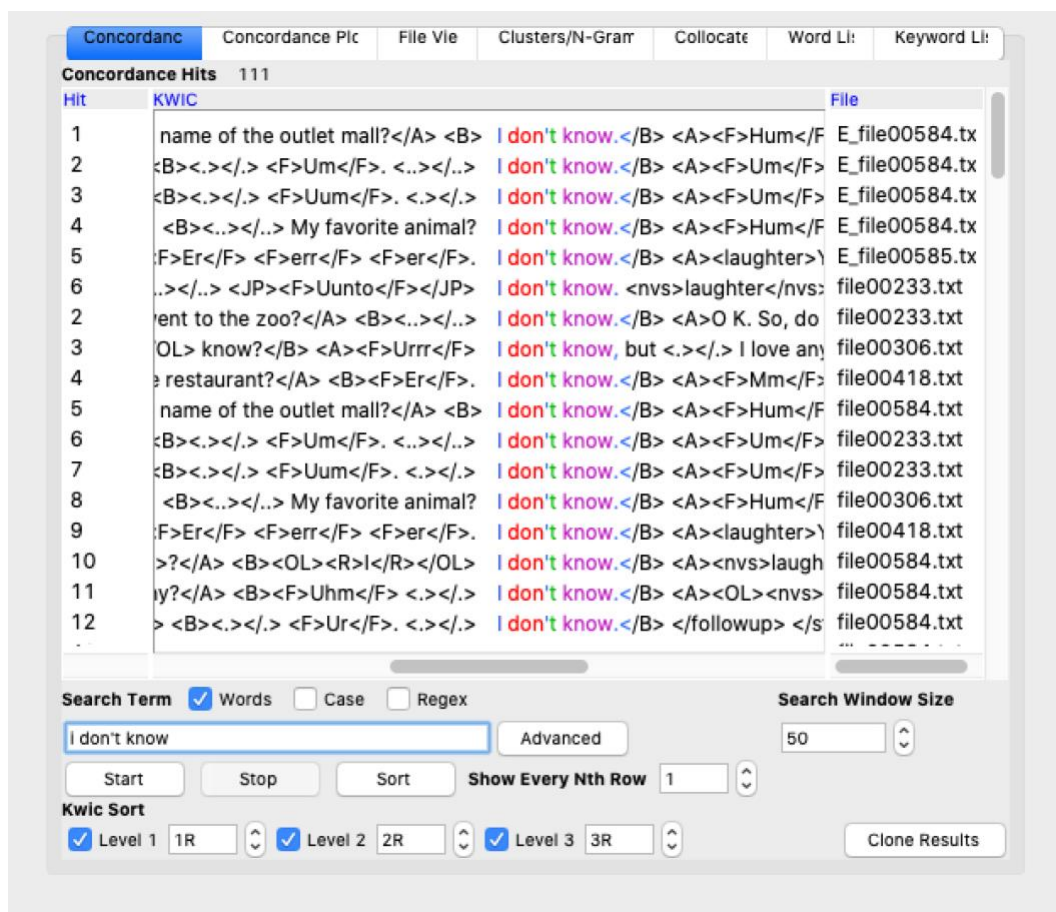 Concordanc Concordance Plc File Vie Clusters/N-Gram Collocate Word Li: Keyword Li:
Concordance Hits 111
Hit KWIC File
1 name of the outlet mall?</A> <B> I don't know.</B> <A><F>Hum</F E_file00584.tx
2 <B><.></.> <F>Um</F>. <..></..> I don't know.</B> <A><F>Um</F> E_file00584.tx
3 <B><.></.> <F>Uum</F>. <.></.> I don't know.</B> <A><F>Um</F> E_file00584.tx
4 <B><..></..> My favorite animal? I don't know.</B> <A><F>Hum</F E_file00584.tx
5 F>Er</F> <F>err</F> <F>er</F>. I don't know.</B> <A><laughter>Y E_file00585.tx
6 ..></..> <JP><F>Uunto</F></JP> I don't know. <nvs>laughter</nvs> file00233.txt
2 ent to the zoo?</A> <B><..></..> I don't know.</B> <A>O K. So, do file00233.txt
3 OL> know?</B> <A><F>Urrr</F> I don't know, but <.></.> I love any file00306.txt
4 e restaurant?</A> <B><F>Er</F>. I don't know.</B> <A><F>Mm</F> file00418.txt
5 name of the outlet mall?</A> <B> I don't know.</B> <A><F>Hum</F file00584.txt
6 <B><.></.> <F>Um</F>. <..></..> I don't know.</B> <A><F>Um</F> file00233.txt
7 <B><.></.> <F>Uum</F>. <.></.> I don't know.</B> <A><F>Um</F> file00233.txt
8 <B><..></..> My favorite animal? I don't know.</B> <A><F>Hum</F file00306.txt
9 F>Er</F> <F>err</F> <F>er</F>. I don't know.</B> <A><laughter>Y file00418.txt
10 >?</A> <B><OL><R>I</R></OL> I don't know.</B> <A><nvs>laugh file00584.txt
11 y?</A> <B><F>Uhm</F> <.></.> I don't know.</B> <A><OL><nvs> file00584.txt
12 > <B><.></.> <F>Ur</F>. <.></.> I don't know.</B> </followup> </s file00584.txt
Search Term Words Case Regex Search Window Size
i don't know Advanced 50
Start Stop Sort Show Every Nth Row 1
Kwic Sort
Level 1 1R Level 2 2R Level 3 3R Clone Results